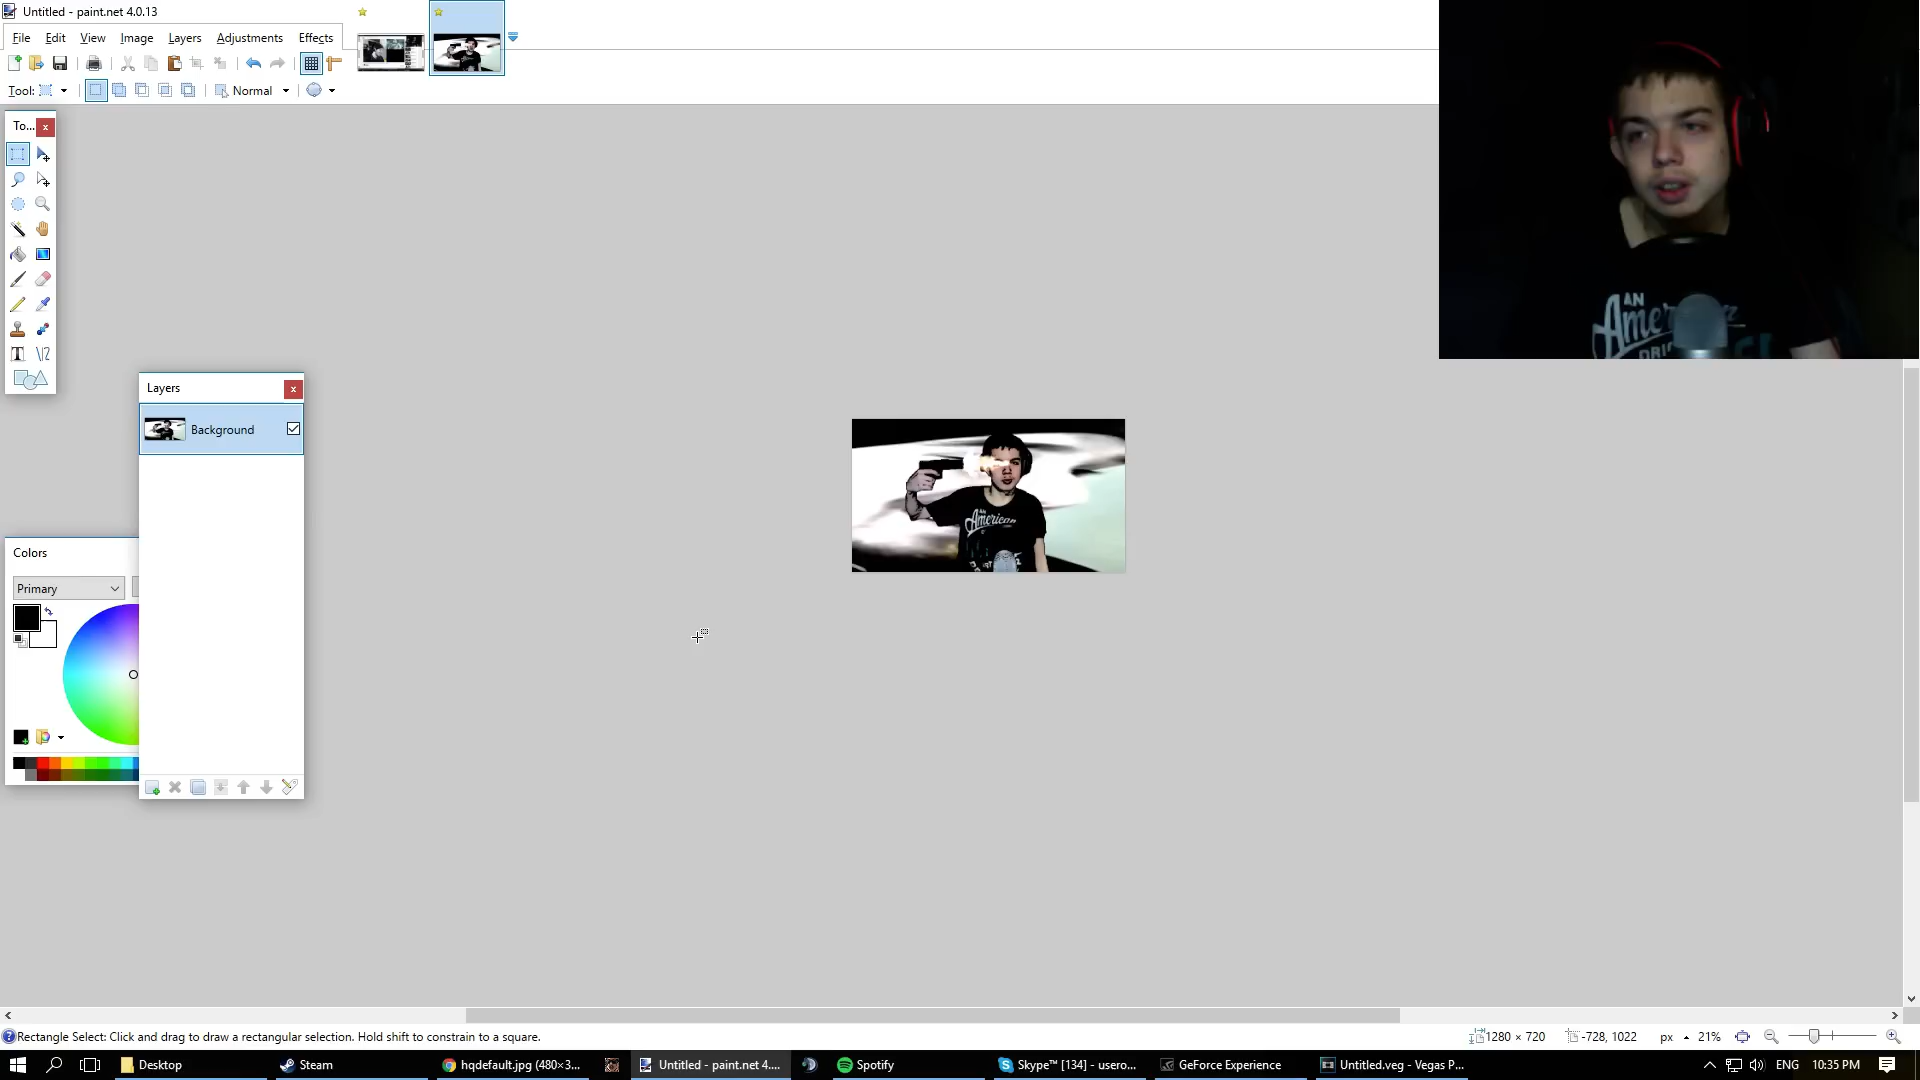 Untitled - paint.net 4.0.13
File Edit View Image Layers Adjustments Effects
Tool: Normal
To...
Layers
Background
Colors
Primary
AN
American
AN
American
Rectangle Select: Click and drag to draw a rectangular selection. Hold shift to constrain to a square.
1280 × 720 -728, 1022 px 21%
Desktop Steam hqdefault.jpg (480×3... Untitled - paint.net 4.... Spotify Skype™ [134] - usero... GeForce Experience Untitled.veg - Vegas P... ENG 10:35 PM